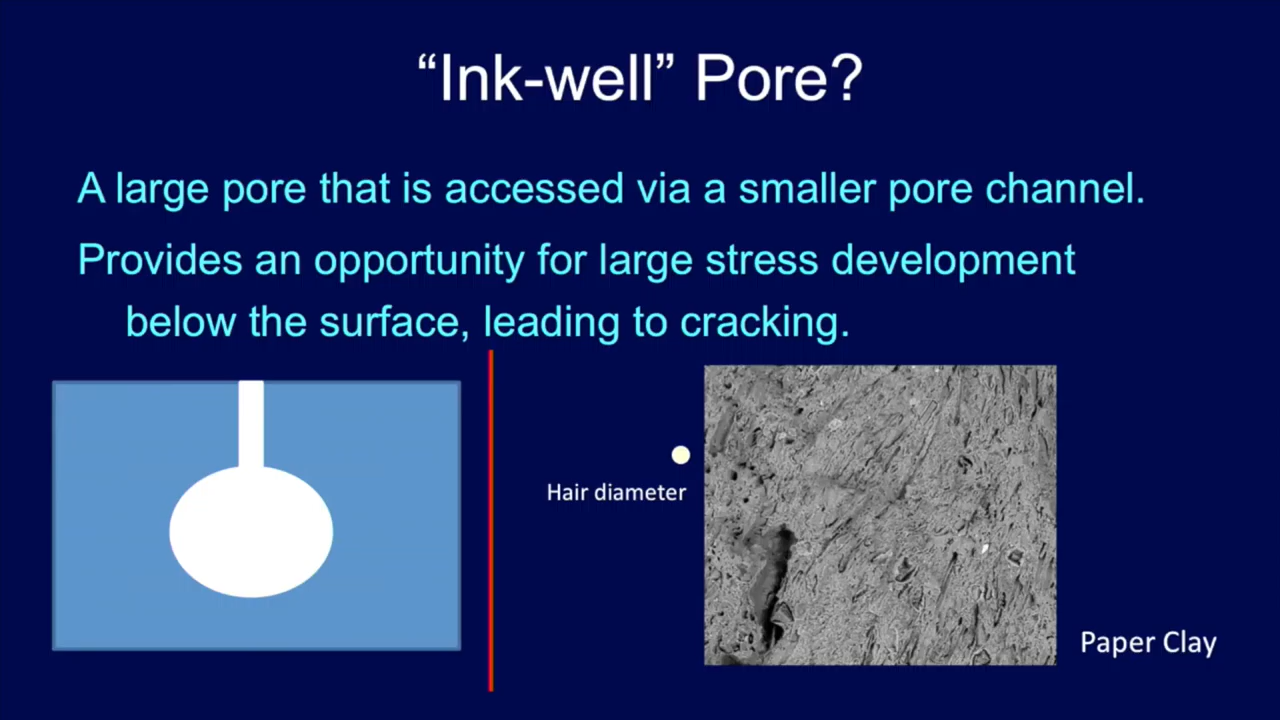 “Ink-well” Pore?
A large pore that is accessed via a smaller pore channel.
Provides an opportunity for large stress development
below the surface, leading to cracking.
Hair diameter
Paper Clay